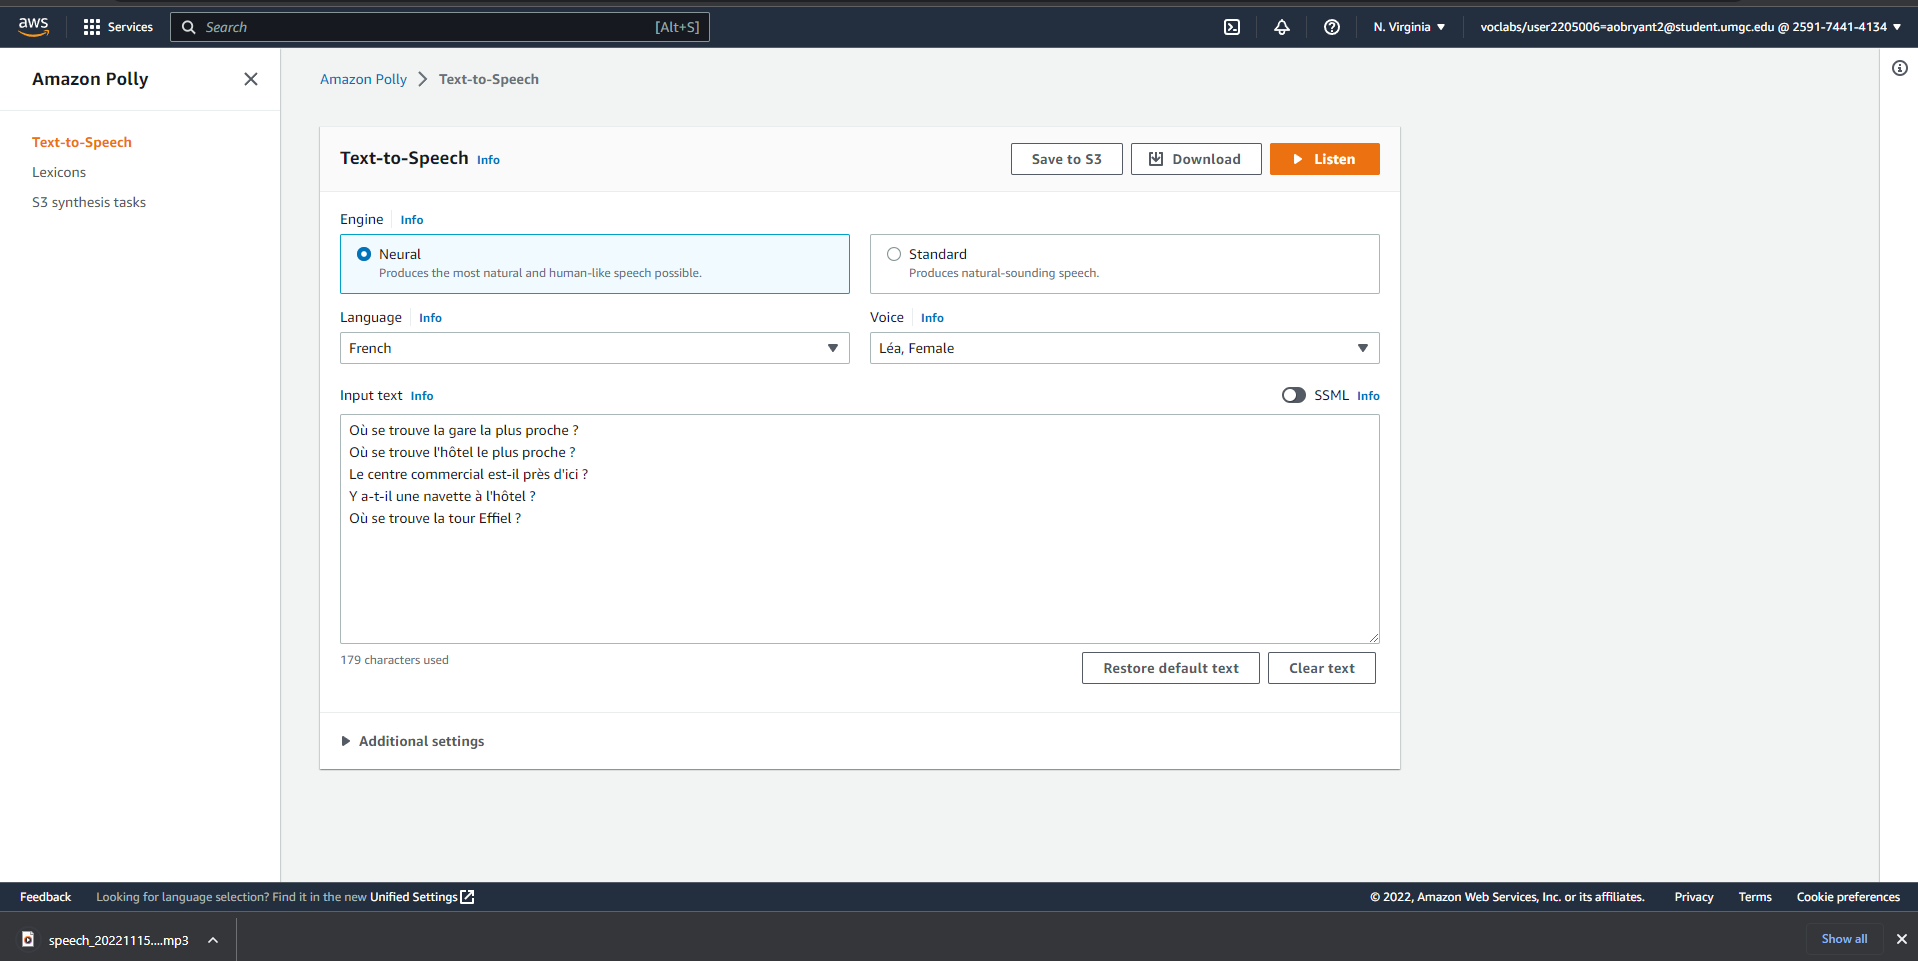 aws
Services
Search [Alt+S]
N. Virginia
voclabs/user2205006=aobryant2@student.umgc.edu @ 2591-7441-4134
Amazon Polly
Text-to-Speech
Lexicons
S3 synthesis tasks
Amazon Polly Text-to-Speech
Text-to-Speech Info
Save to S3
Download
Listen
Engine Info
Neural
Produces the most natural and human-like speech possible.
Standard
Produces natural-sounding speech.
Language Info
French
Voice Info
Léa, Female
Input text Info
SSML Info
Où se trouve la gare la plus proche ?
Où se trouve l'hôtel le plus proche ?
Le centre commercial est-il près d'ici ?
Y a-t-il une navette à l'hôtel ?
Où se trouve la tour Effiel ?
179 characters used
Restore default text
Clear text
Additional settings
Feedback
Looking for language selection? Find it in the new Unified Settings
© 2022, Amazon Web Services, Inc. or its affiliates.
Privacy
Terms
Cookie preferences
speech_20221115....mp3
Show all